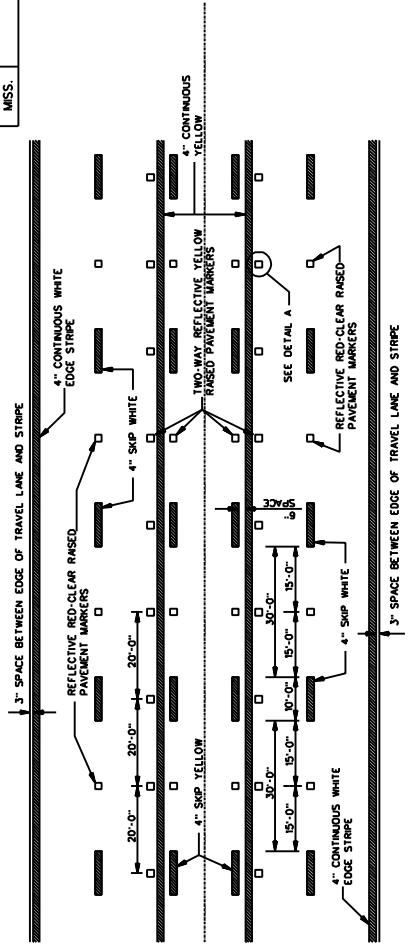 MISS.
3" SPACE BETWEEN EDGE OF TRAVEL LANE AND STRIPE
4" CONTINUOUS WHITE
EDGE STRIPE
REFLECTIVE RED-CLEAR RAISED
PAVEMENT MARKERS
4" SKIP WHITE
4" CONTINUOUS
YELLOW
20'-0"
20'-0"
20'-0"
TWO-WAY REFLECTIVE YELLOW
RAISED PAVEMENT MARKERS
4" SKIP YELLOW
6"
SPACE
SEE DETAIL A
30'-0"
30'-0"
15'-0"
15'-0"
10'-0"
15'-0"
15'-0"
REFLECTIVE RED-CLEAR RAISED
PAVEMENT MARKERS
4" SKIP WHITE
4" CONTINUOUS WHITE
EDGE STRIPE
3" SPACE BETWEEN EDGE OF TRAVEL LANE AND STRIPE